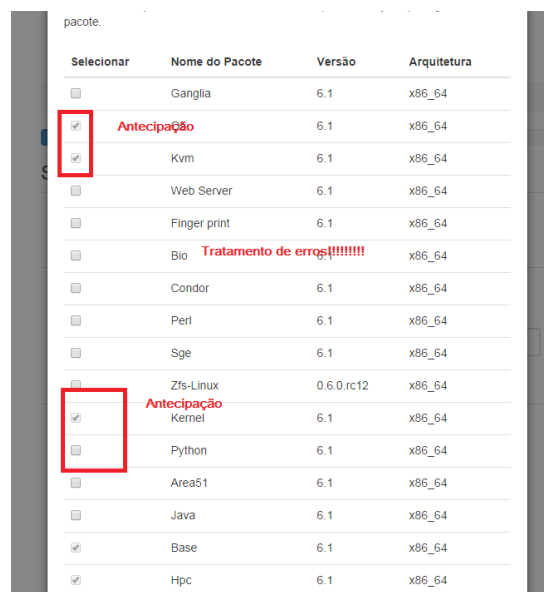 pacote.
Selecionar Nome do Pacote Versão Arquitetura
Ganglia 6.1 x86_64
Antecipação 6.1 x86_64
Kvm 6.1 x86_64
Web Server 6.1 x86_64
Finger print 6.1 x86_64
Tratamento de erros!!!!!!!!!
Bio 6.1 x86_64
Condor 6.1 x86_64
Perl 6.1 x86_64
Sge 6.1 x86_64
Zfs-Linux 0.6.0.rc12 x86_64
Antecipação
Kernel 6.1 x86_64
Python 6.1 x86_64
Area51 6.1 x86_64
Java 6.1 x86_64
Base 6.1 x86_64
Hpc 6.1 x86_64